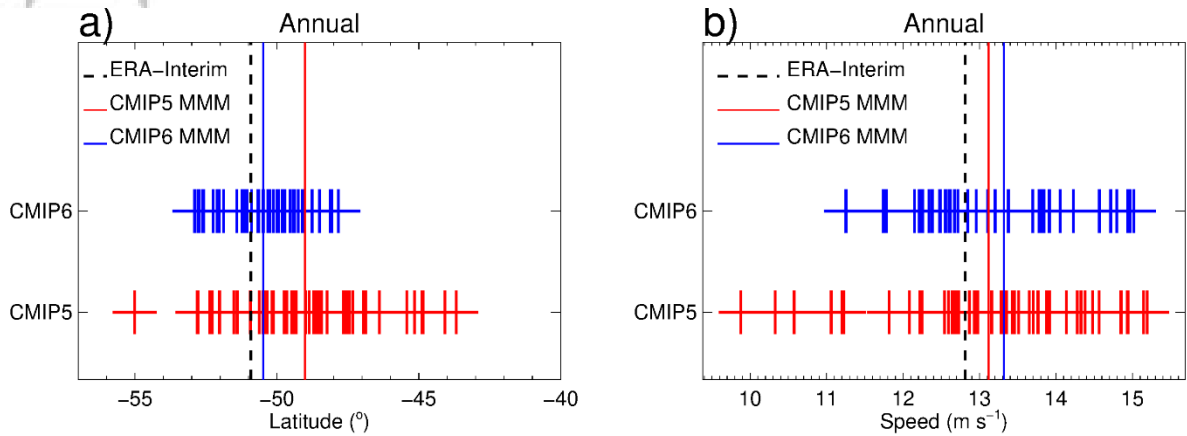 a)
Annual
ERA−Interim
CMIP5 MMM
CMIP6 MMM
CMIP6
CMIP5
−55 −50 −45 −40
Latitude (°)
b)
Annual
ERA−Interim
CMIP5 MMM
CMIP6 MMM
CMIP6
CMIP5
10 11 12 13 14 15
Speed (m s⁻¹)